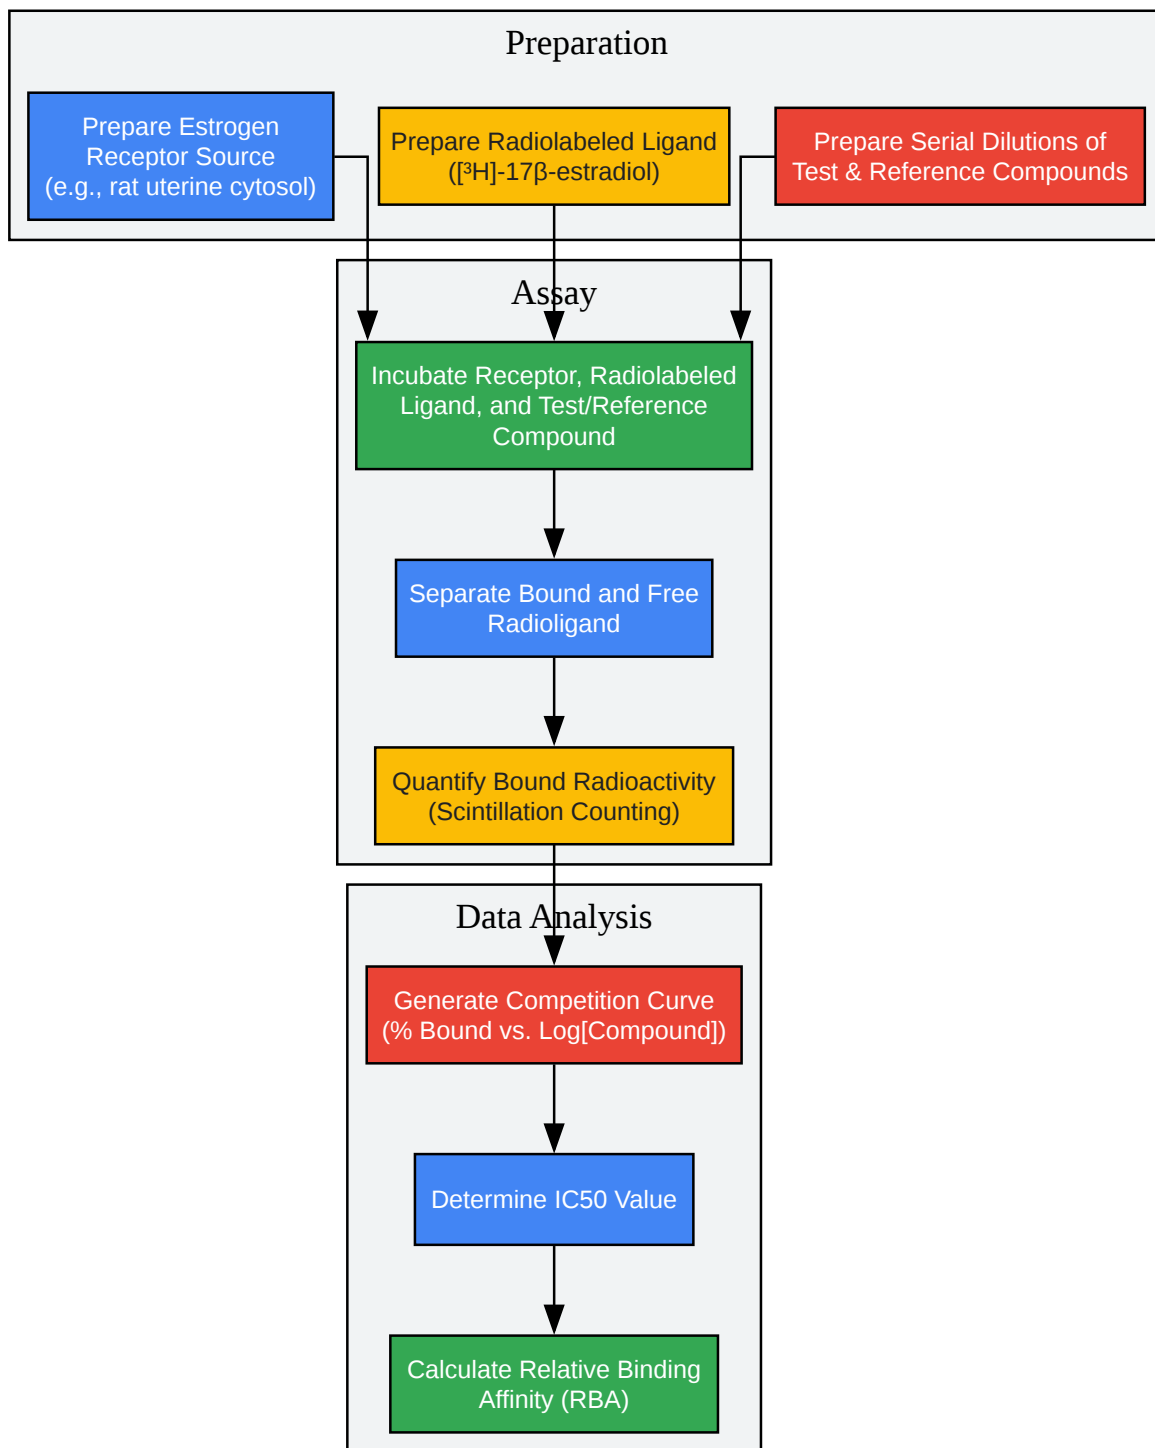 Preparation
Prepare Estrogen
Receptor Source
(e.g., rat uterine cytosol)
Prepare Radiolabeled Ligand
([³H]-17β-estradiol)
Prepare Serial Dilutions of
Test & Reference Compounds
Assay
Incubate Receptor, Radiolabeled
Ligand, and Test/Reference
Compound
Separate Bound and Free
Radioligand
Quantify Bound Radioactivity
(Scintillation Counting)
Data Analysis
Generate Competition Curve
(% Bound vs. Log[Compound])
Determine IC50 Value
Calculate Relative Binding
Affinity (RBA)